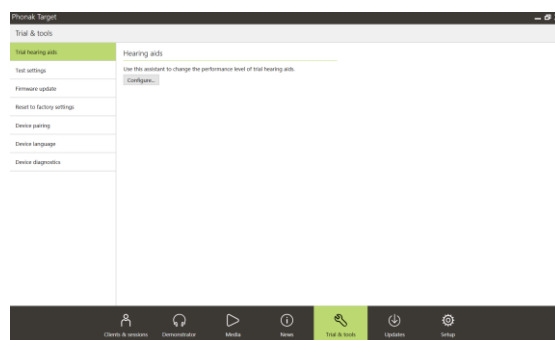 Phonak Target
Trial & tools
Trial hearing aids
Test settings
Firmware update
Reset to factory settings
Device pairing
Device language
Device diagnostics
Hearing aids
Use this assistant to change the performance level of trial hearing aids.
Configure...
Clients & sessions
Demonstrator
Media
News
Trial & tools
Updates
Setup